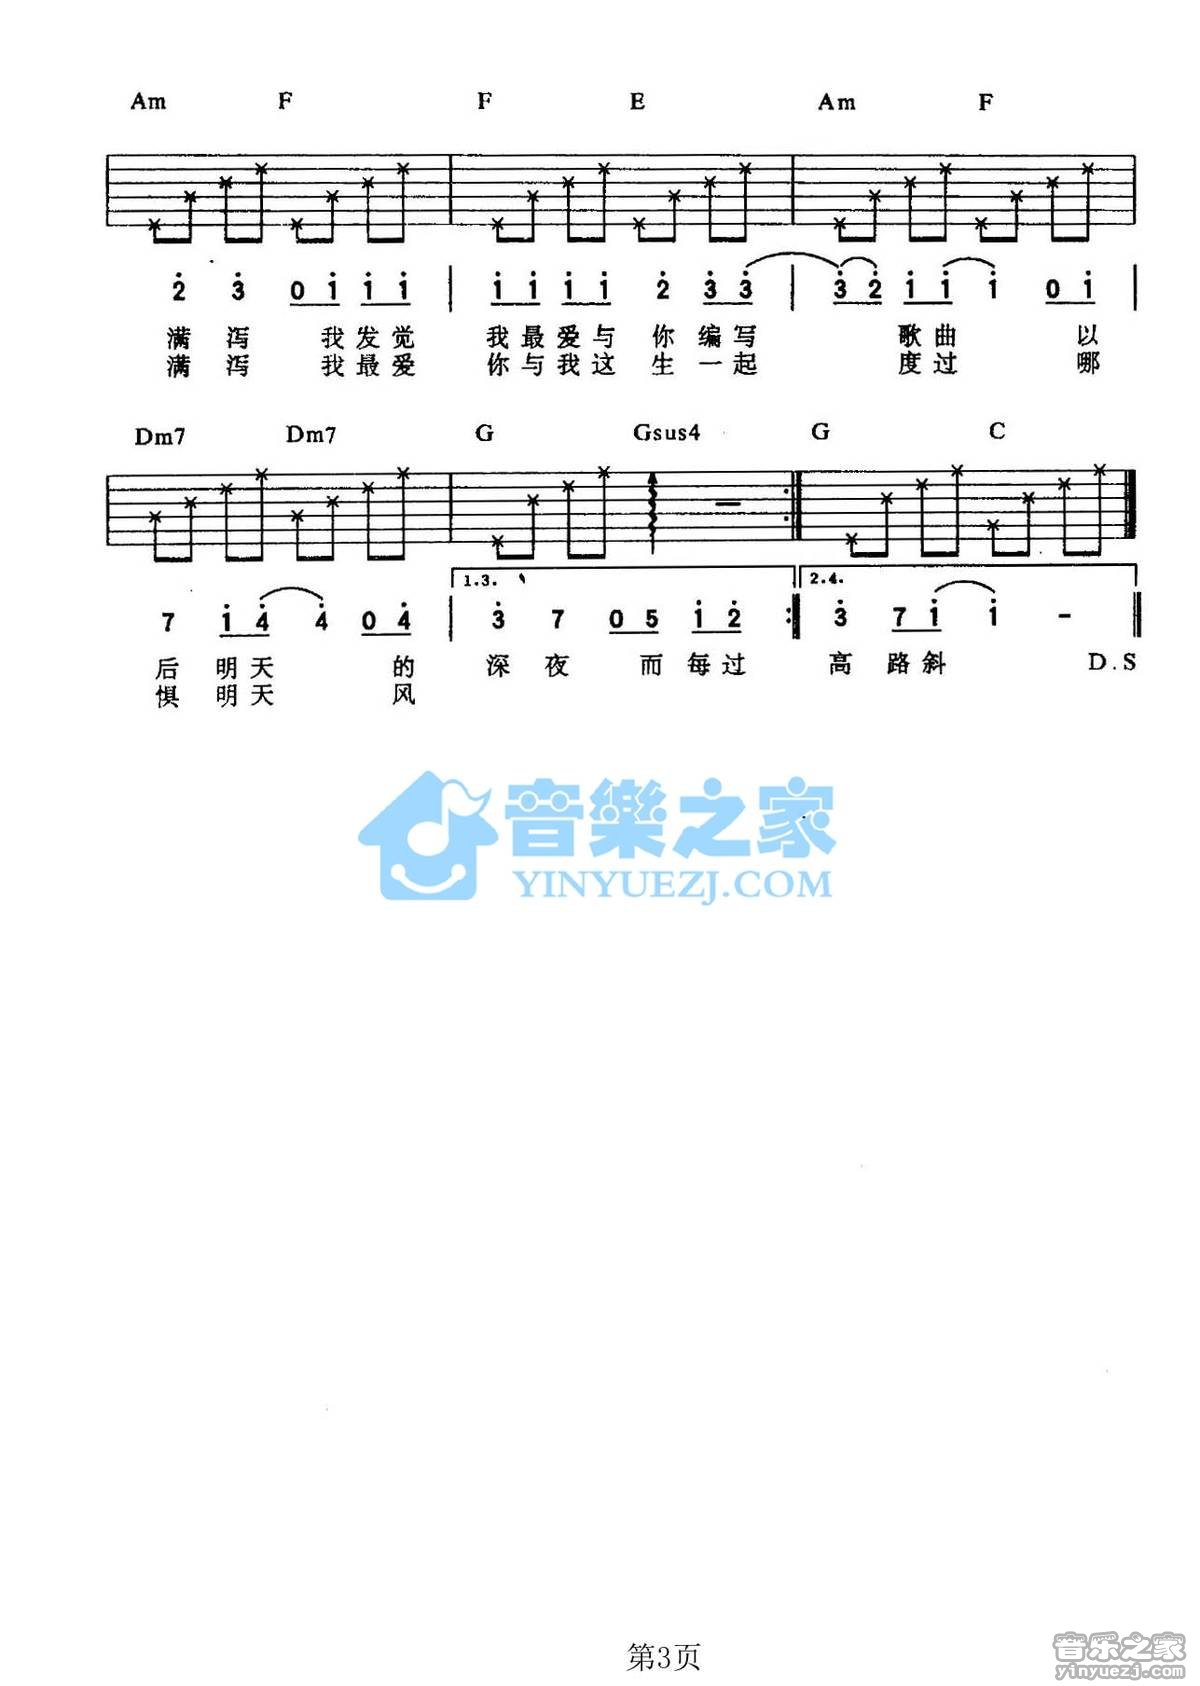 Am F F E Am F
2 3 0 1 1 1 | 1 1 1 1 2 3 3 | 3 2 1 1 1 0 1 |
满 泻 我 发 觉 我 最 爱 与 你 编 写 歌 曲 以
满 泻 我 最 爱 你 与 我 这 生 一 起 度 过 哪
Dm7 Dm7 G Gsus4 G C
1.3. 2.4.
7 1 4 4 0 4 | 3 7 0 5 1 2 :| 3 7 1 1 - |
后 明 天 的 深 夜 而 每 过 高 路 斜 D.S
惧 明 天 风
音樂之家
YINYUEZJ.COM
第3页
音乐之家
yinyuezj.com